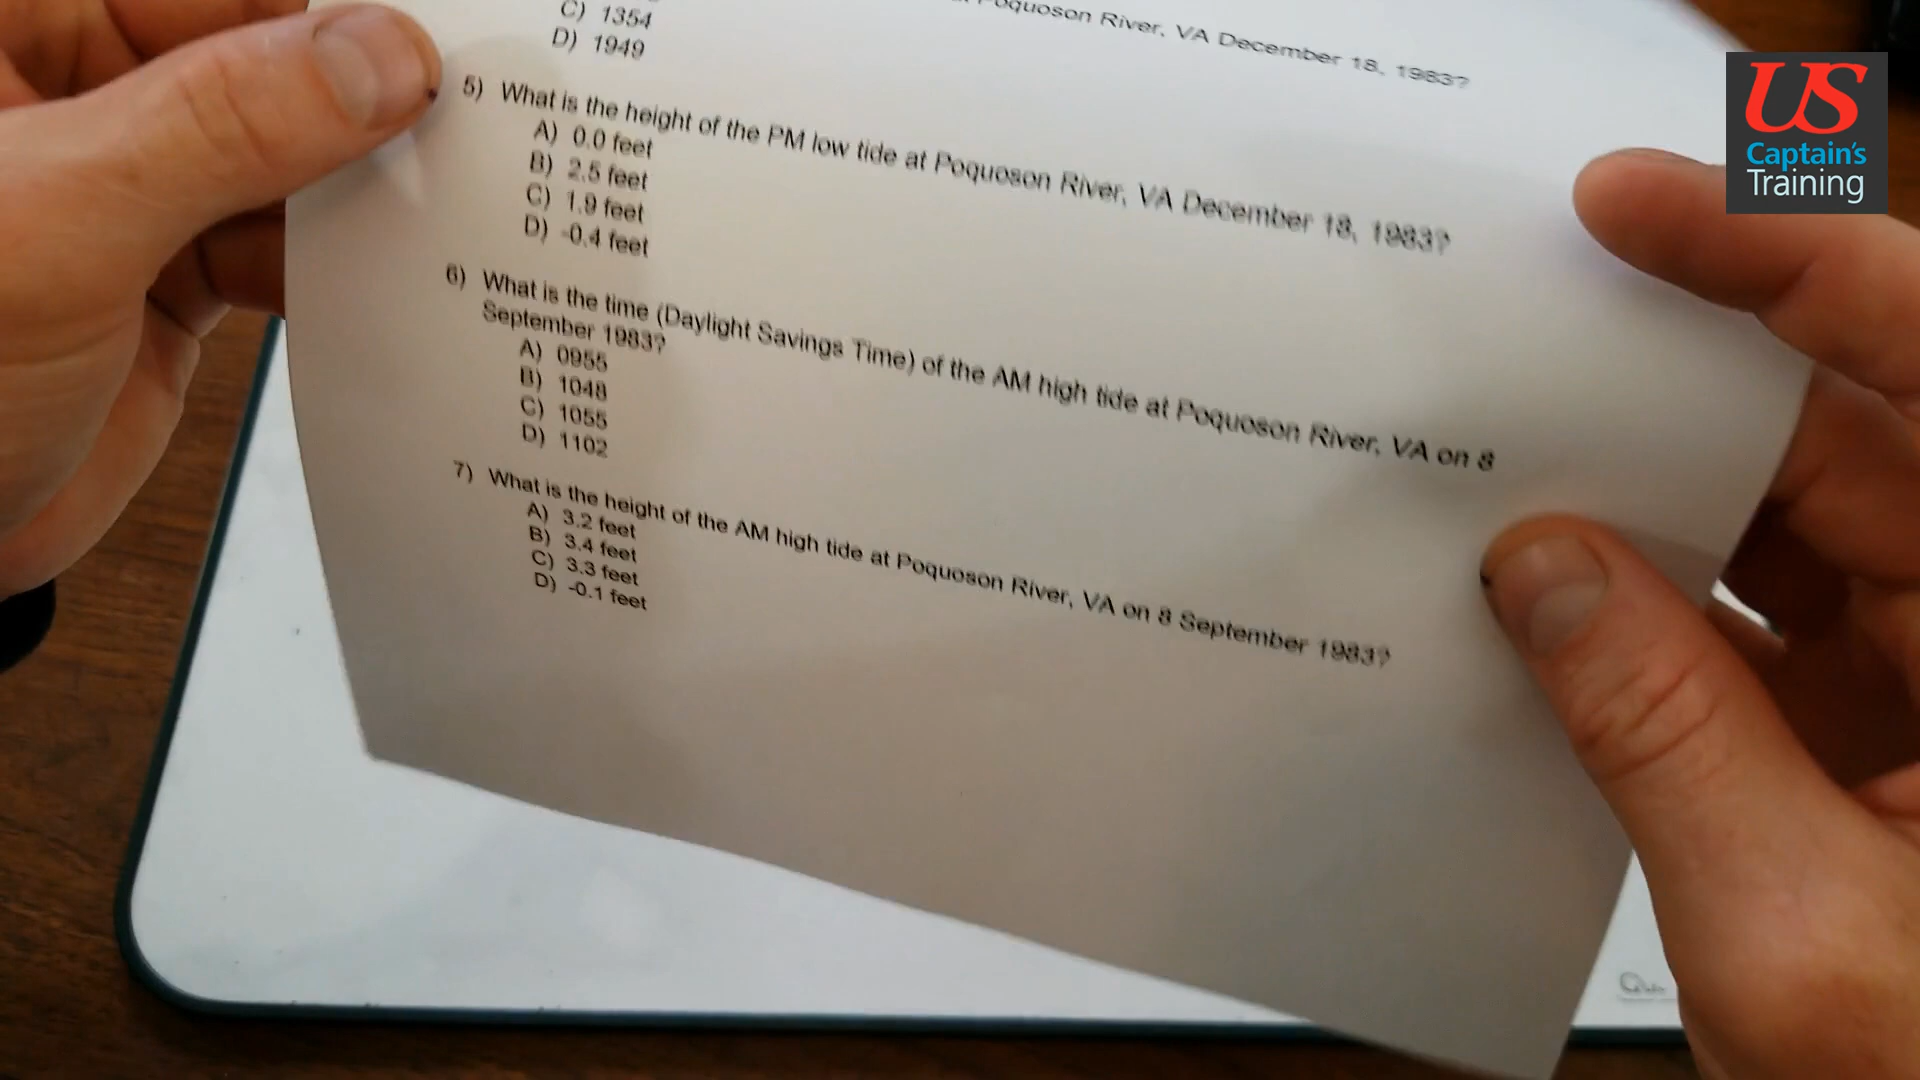 Poquoson River, VA December 18, 1983?
C) 1354
D) 1949
5) What is the height of the PM low tide at Poquoson River, VA December 18, 1983?
A) 0.0 feet
B) 2.5 feet
C) 1.9 feet
D) -0.4 feet
6) What is the time (Daylight Savings Time) of the AM high tide at Poquoson River, VA on 8
September 1983?
A) 0955
B) 1048
C) 1055
D) 1102
7) What is the height of the AM high tide at Poquoson River, VA on 8 September 1983?
A) 3.2 feet
B) 3.4 feet
C) 3.3 feet
D) -0.1 feet
US
Captain's
Training